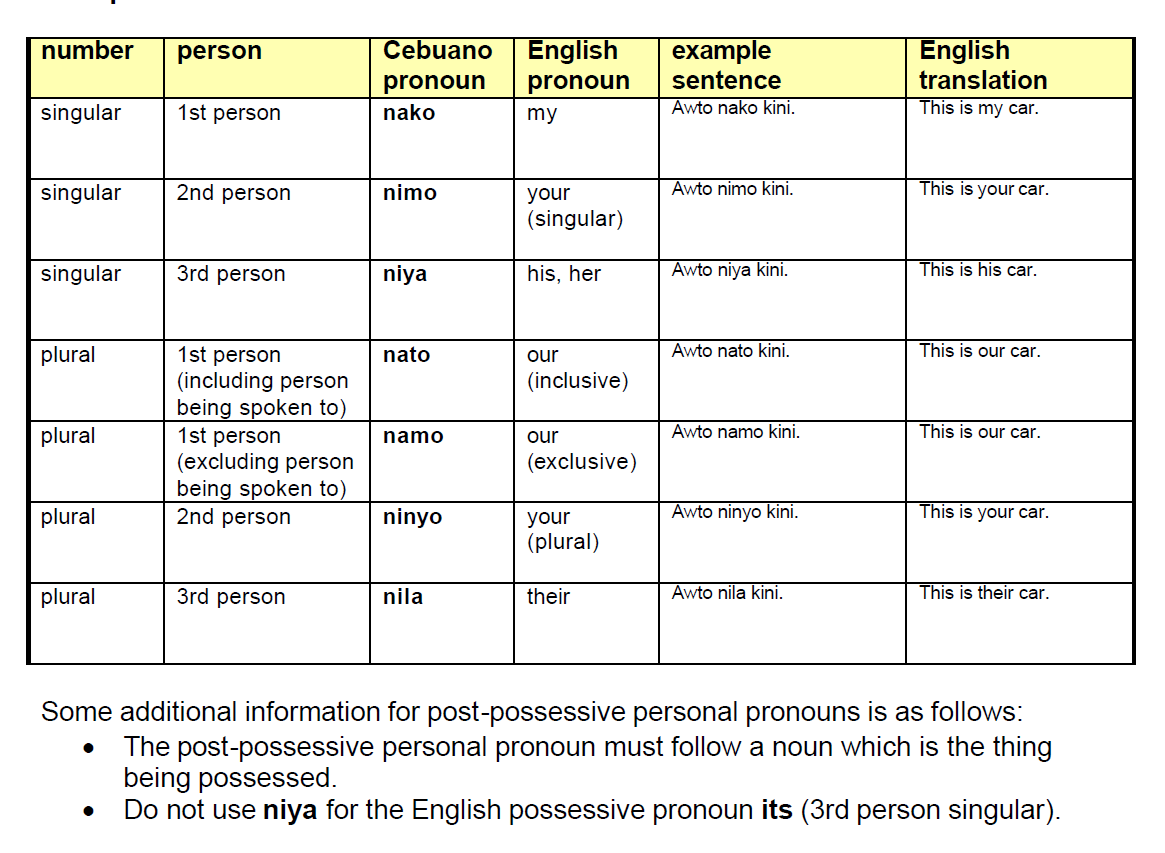 number person Cebuano pronoun English pronoun example sentence English translation
singular 1st person nako my Awto nako kini. This is my car.
singular 2nd person nimo your (singular) Awto nimo kini. This is your car.
singular 3rd person niya his, her Awto niya kini. This is his car.
plural 1st person (including person being spoken to) nato our (inclusive) Awto nato kini. This is our car.
plural 1st person (excluding person being spoken to) namo our (exclusive) Awto namo kini. This is our car.
plural 2nd person ninyo your (plural) Awto ninyo kini. This is your car.
plural 3rd person nila their Awto nila kini. This is their car.
Some additional information for post-possessive personal pronouns is as follows:
• The post-possessive personal pronoun must follow a noun which is the thing
being possessed.
• Do not use niya for the English possessive pronoun its (3rd person singular).